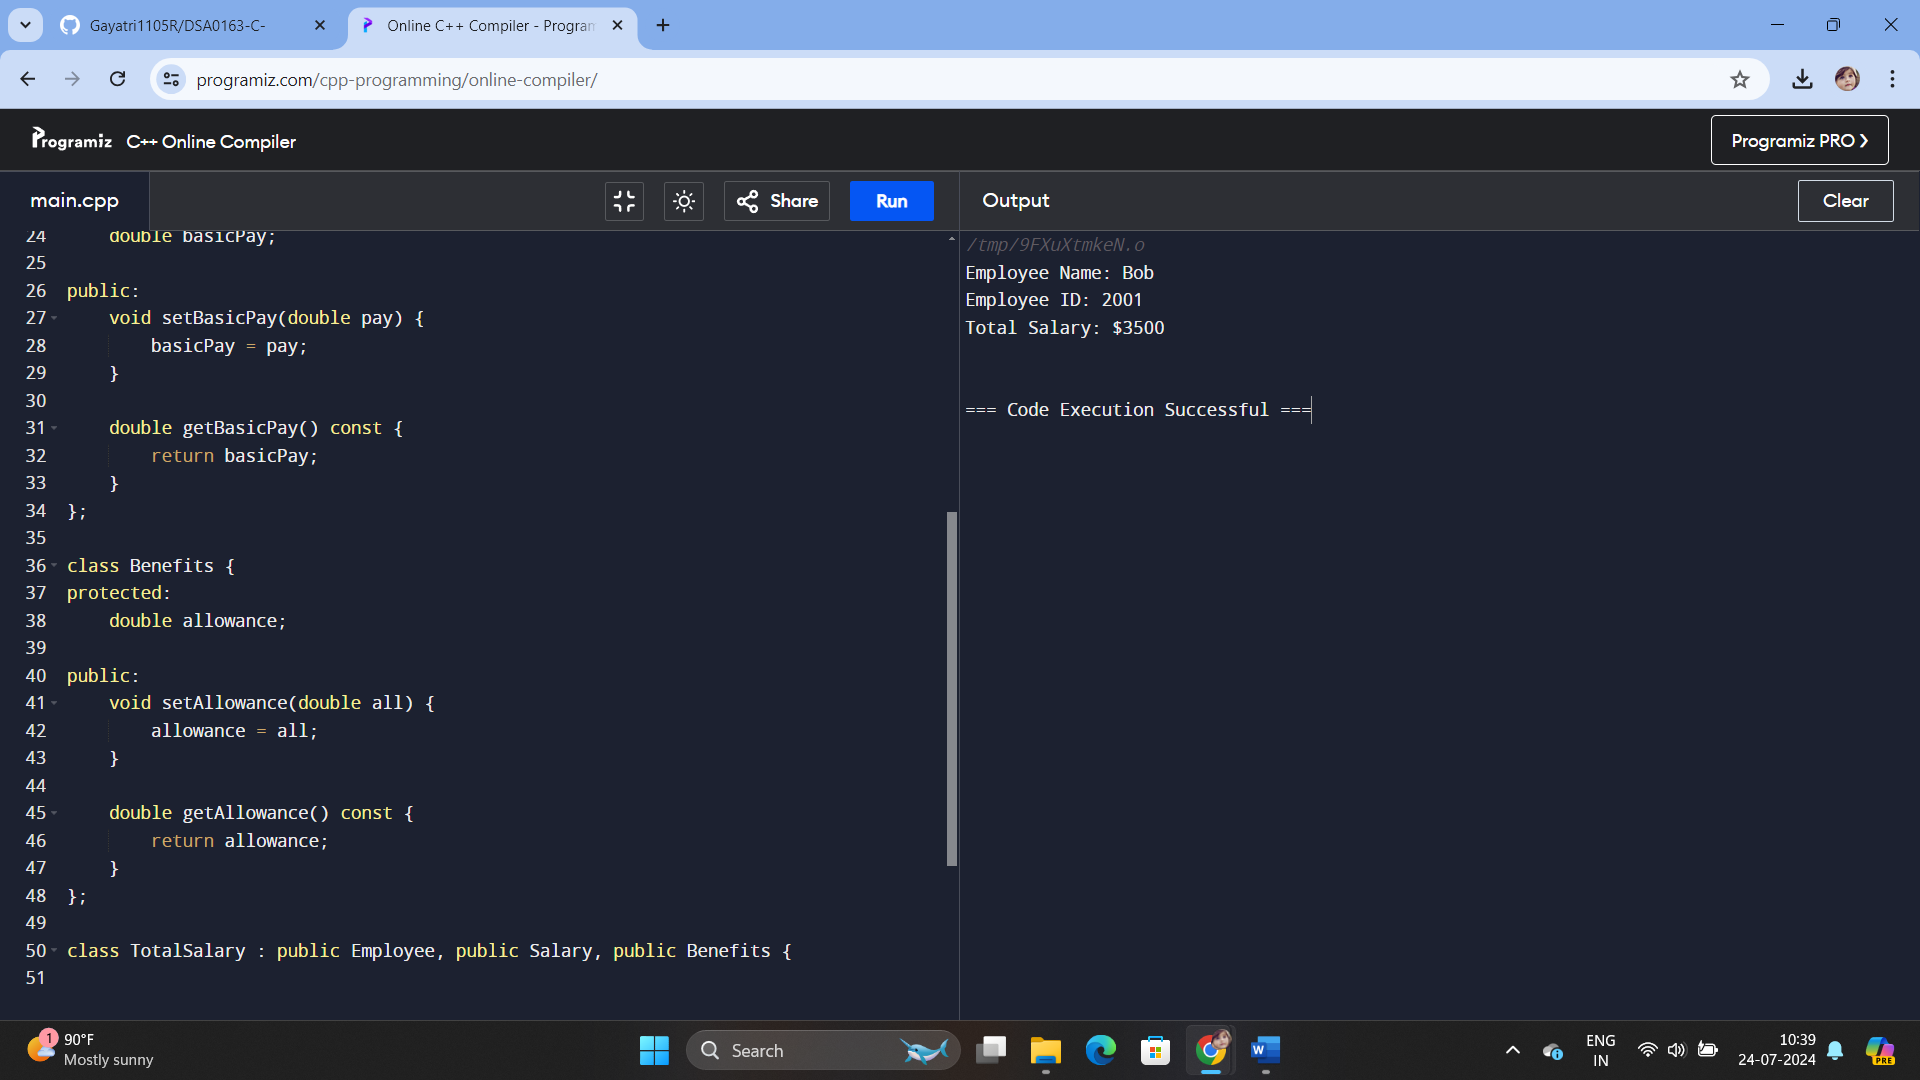 Gayatri1105R/DSA0163-C-
Online C++ Compiler - Program
programiz.com/cpp-programming/online-compiler/
Programiz C++ Online Compiler
Programiz PRO
main.cpp
Share
Run
Output
Clear
24 double basicPay;
25
26 public:
27 void setBasicPay(double pay) {
28 basicPay = pay;
29 }
30
31 double getBasicPay() const {
32 return basicPay;
33 }
34 };
35
36 class Benefits {
37 protected:
38 double allowance;
39
40 public:
41 void setAllowance(double all) {
42 allowance = all;
43 }
44
45 double getAllowance() const {
46 return allowance;
47 }
48 };
49
50 class TotalSalary : public Employee, public Salary, public Benefits {
51
/tmp/9FXuXtmkeN.o
Employee Name: Bob
Employee ID: 2001
Total Salary: $3500
=== Code Execution Successful ===
1
90°F
Mostly sunny
Search
W
ENG
IN
10:39
24-07-2024
PRE